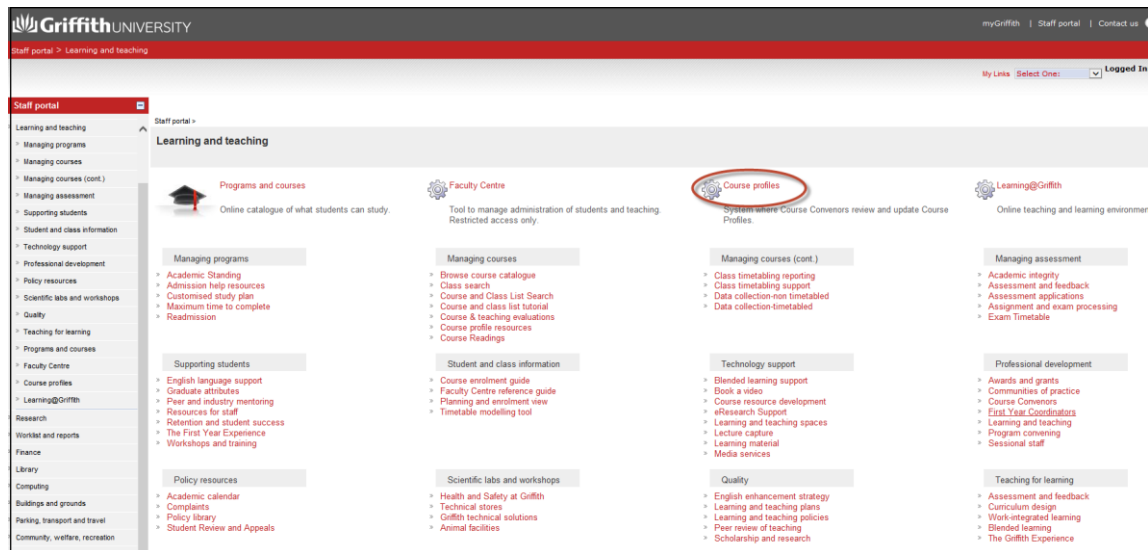 Griffith UNIVERSITY
myGriffith | Staff portal | Contact us
Staff portal > Learning and teaching
My Links Select One: Logged In
Staff portal
Learning and teaching
Managing programs
Managing courses
Managing courses (cont.)
Managing assessment
Supporting students
Student and class information
Technology support
Professional development
Policy resources
Scientific labs and workshops
Quality
Teaching for learning
Programs and courses
Faculty Centre
Course profiles
Learning@Griffith
Research
Worklist and reports
Finance
Library
Computing
Buildings and grounds
Parking, transport and travel
Community, welfare, recreation
Staff portal >
Learning and teaching
Programs and courses
Online catalogue of what students can study.
Faculty Centre
Tool to manage administration of students and teaching.
Restricted access only.
Course profiles
System where Course Convenors review and update Course
Profiles.
Learning@Griffith
Online teaching and learning environmen
Managing programs
Academic Standing
Admission help resources
Customised study plan
Maximum time to complete
Readmission
Managing courses
Browse course catalogue
Class search
Course and Class List Search
Course and class list tutorial
Course & teaching evaluations
Course profile resources
Course Readings
Managing courses (cont.)
Class timetabling reporting
Class timetabling support
Data collection-non timetabled
Data collection-timetabled
Managing assessment
Academic integrity
Assessment and feedback
Assessment applications
Assignment and exam processing
Exam Timetable
Supporting students
English language support
Graduate attributes
Peer and industry mentoring
Resources for staff
Retention and student success
The First Year Experience
Workshops and training
Student and class information
Course enrolment guide
Faculty Centre reference guide
Planning and enrolment view
Timetable modelling tool
Technology support
Blended learning support
Book a video
Course resource development
eResearch Support
Learning and teaching spaces
Lecture capture
Learning material
Media services
Professional development
Awards and grants
Communities of practice
Course Convenors
First Year Coordinators
Learning and teaching
Program convening
Sessional staff
Policy resources
Academic calendar
Complaints
Policy library
Student Review and Appeals
Scientific labs and workshops
Health and Safety at Griffith
Technical stores
Griffith technical solutions
Animal facilities
Quality
English enhancement strategy
Learning and teaching plans
Learning and teaching policies
Peer review of teaching
Scholarship and research
Teaching for learning
Assessment and feedback
Curriculum design
Work-integrated learning
Blended learning
The Griffith Experience